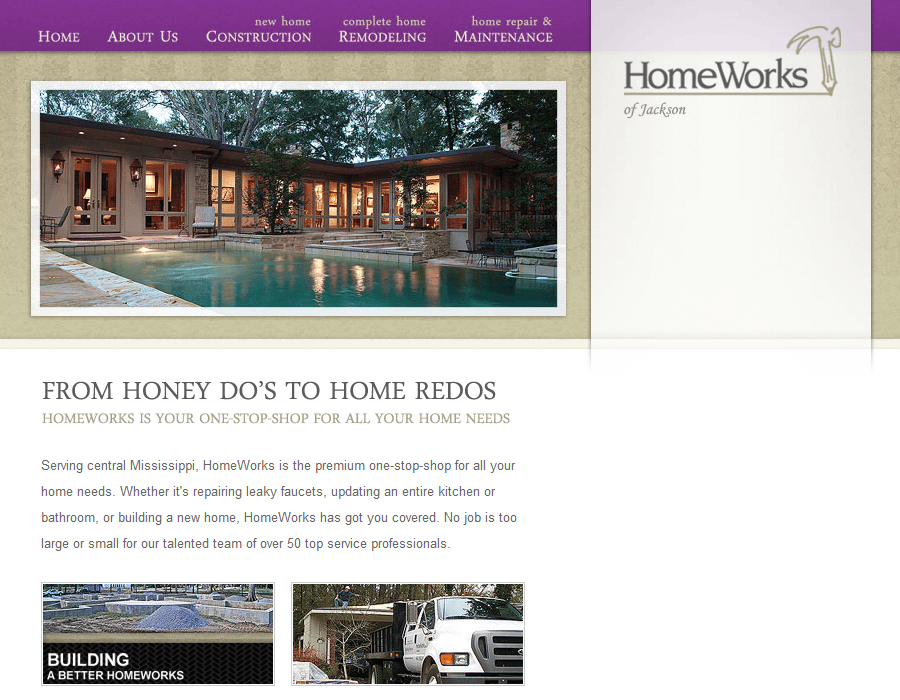 HOME
ABOUT US
new home
CONSTRUCTION
complete home
REMODELING
home repair &
MAINTENANCE
HomeWorks
of Jackson
FROM HONEY DO'S TO HOME REDOS
HOMEWORKS IS YOUR ONE-STOP-SHOP FOR ALL YOUR HOME NEEDS
Serving central Mississippi, HomeWorks is the premium one-stop-shop for all your
home needs. Whether it's repairing leaky faucets, updating an entire kitchen or
bathroom, or building a new home, HomeWorks has got you covered. No job is too
large or small for our talented team of over 50 top service professionals.
BUILDING
A BETTER HOMEWORKS